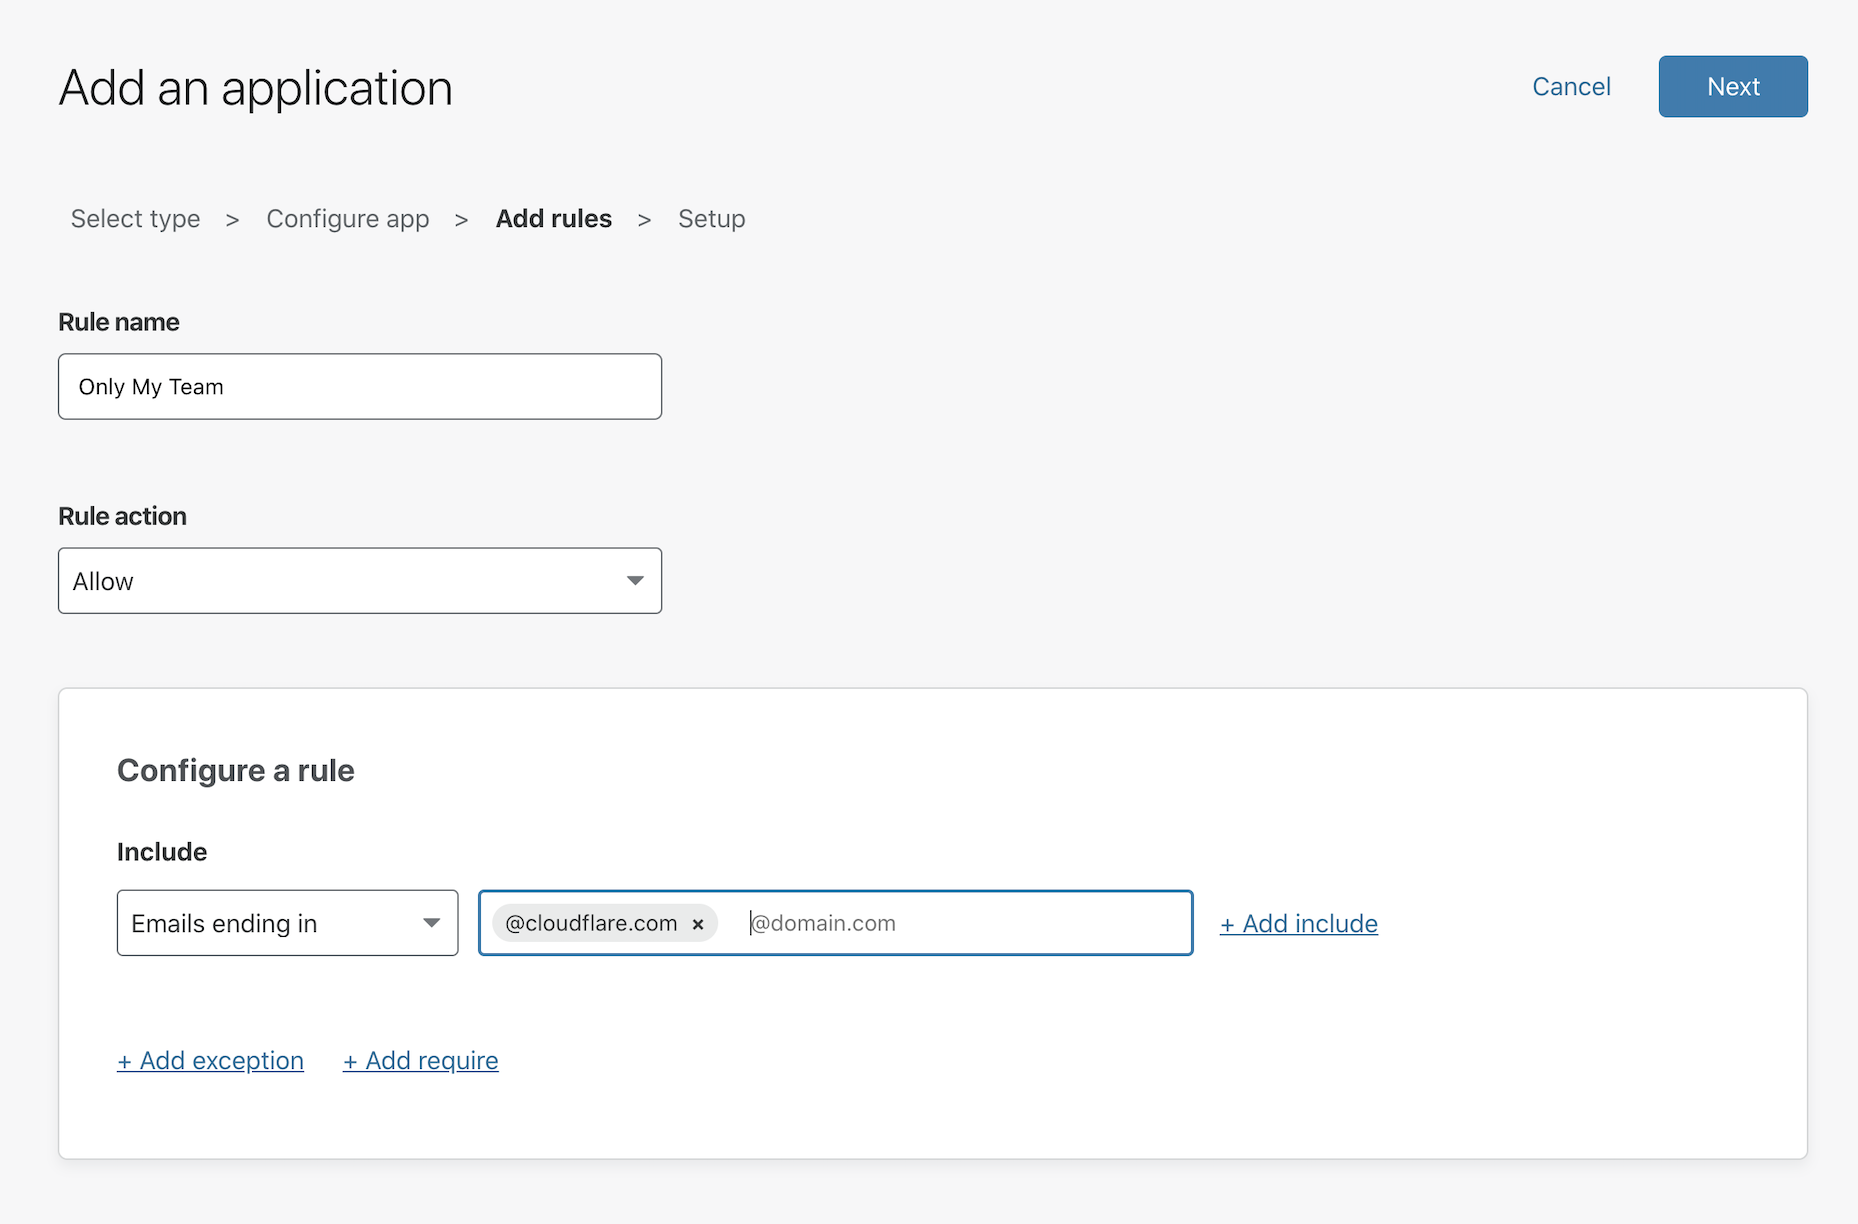 Add an application
Cancel
Next
Select type > Configure app > Add rules > Setup
Rule name
Only My Team
Rule action
Allow
Configure a rule
Include
Emails ending in
@cloudflare.com ×
@domain.com
+ Add include
+ Add exception
+ Add require